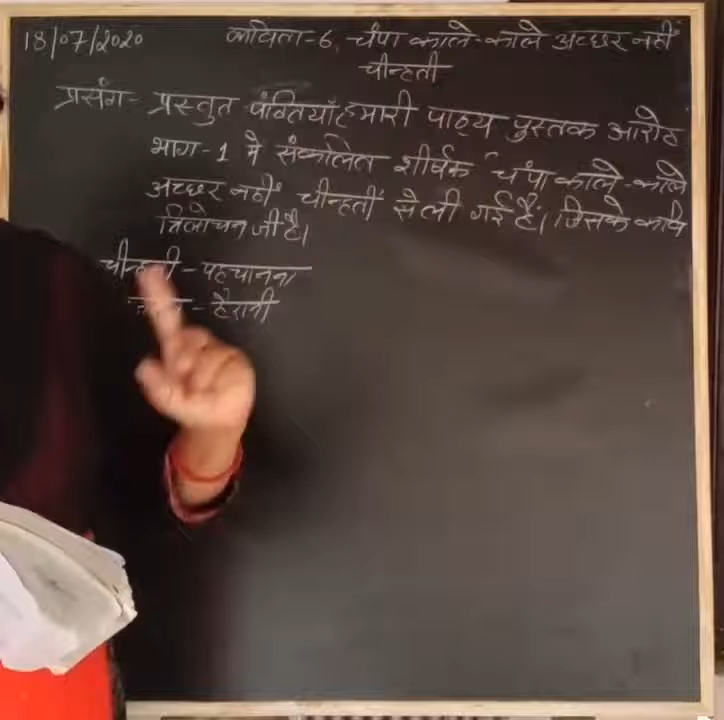 18/07/2020 कविता-6, चंपा काले-काले अच्छर नहीं
चीन्हती
प्रसंग- प्रस्तुत पंक्तियाँ हमारी पाठ्य पुस्तक आरोह
भाग-1 में संकलित शीर्षक "चंपा काले-काले
अच्छर नहीं चीन्हतीं से ली गई हैं। जिसके कवि
त्रिलोचन जी है।
चीन्हती - पहचानना
- हैरानी